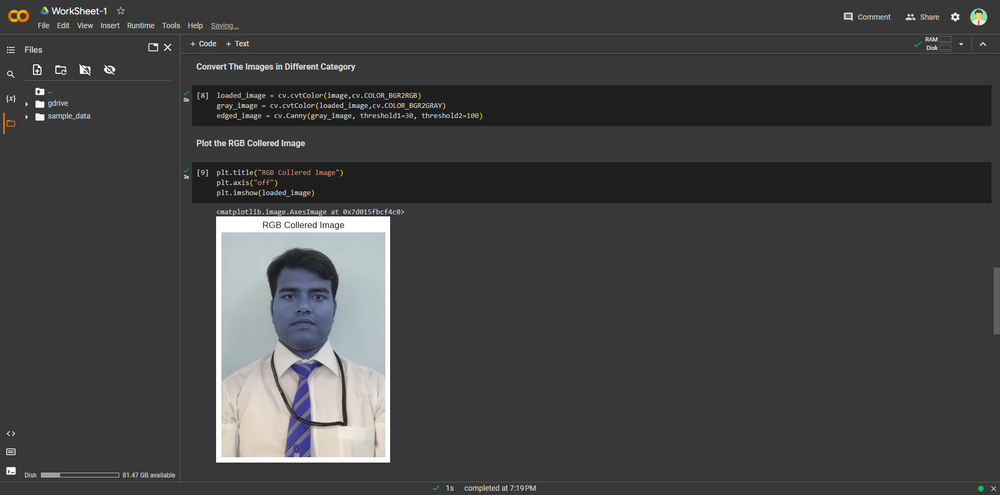 WorkSheet-1
File Edit View Insert Runtime Tools Help Saving...
Comment Share
Files
+ Code + Text
RAM
Disk
..
gdrive
sample_data
{x}
Convert The Images in Different Category
0s
[8] loaded_image = cv.cvtColor(image,cv.COLOR_BGR2RGB)
gray_image = cv.cvtColor(loaded_image,cv.COLOR_BGR2GRAY)
edged_image = cv.Canny(gray_image, threshold1=30, threshold2=100)
Plot the RGB Collered Image
3s
[9] plt.title("RGB Collered Image")
plt.axis("off")
plt.imshow(loaded_image)
<matplotlib.image.AxesImage at 0x7d015fbcf4c0>
RGB Collered Image
CU
Disk 81.47 GB available
1s completed at 7:19 PM